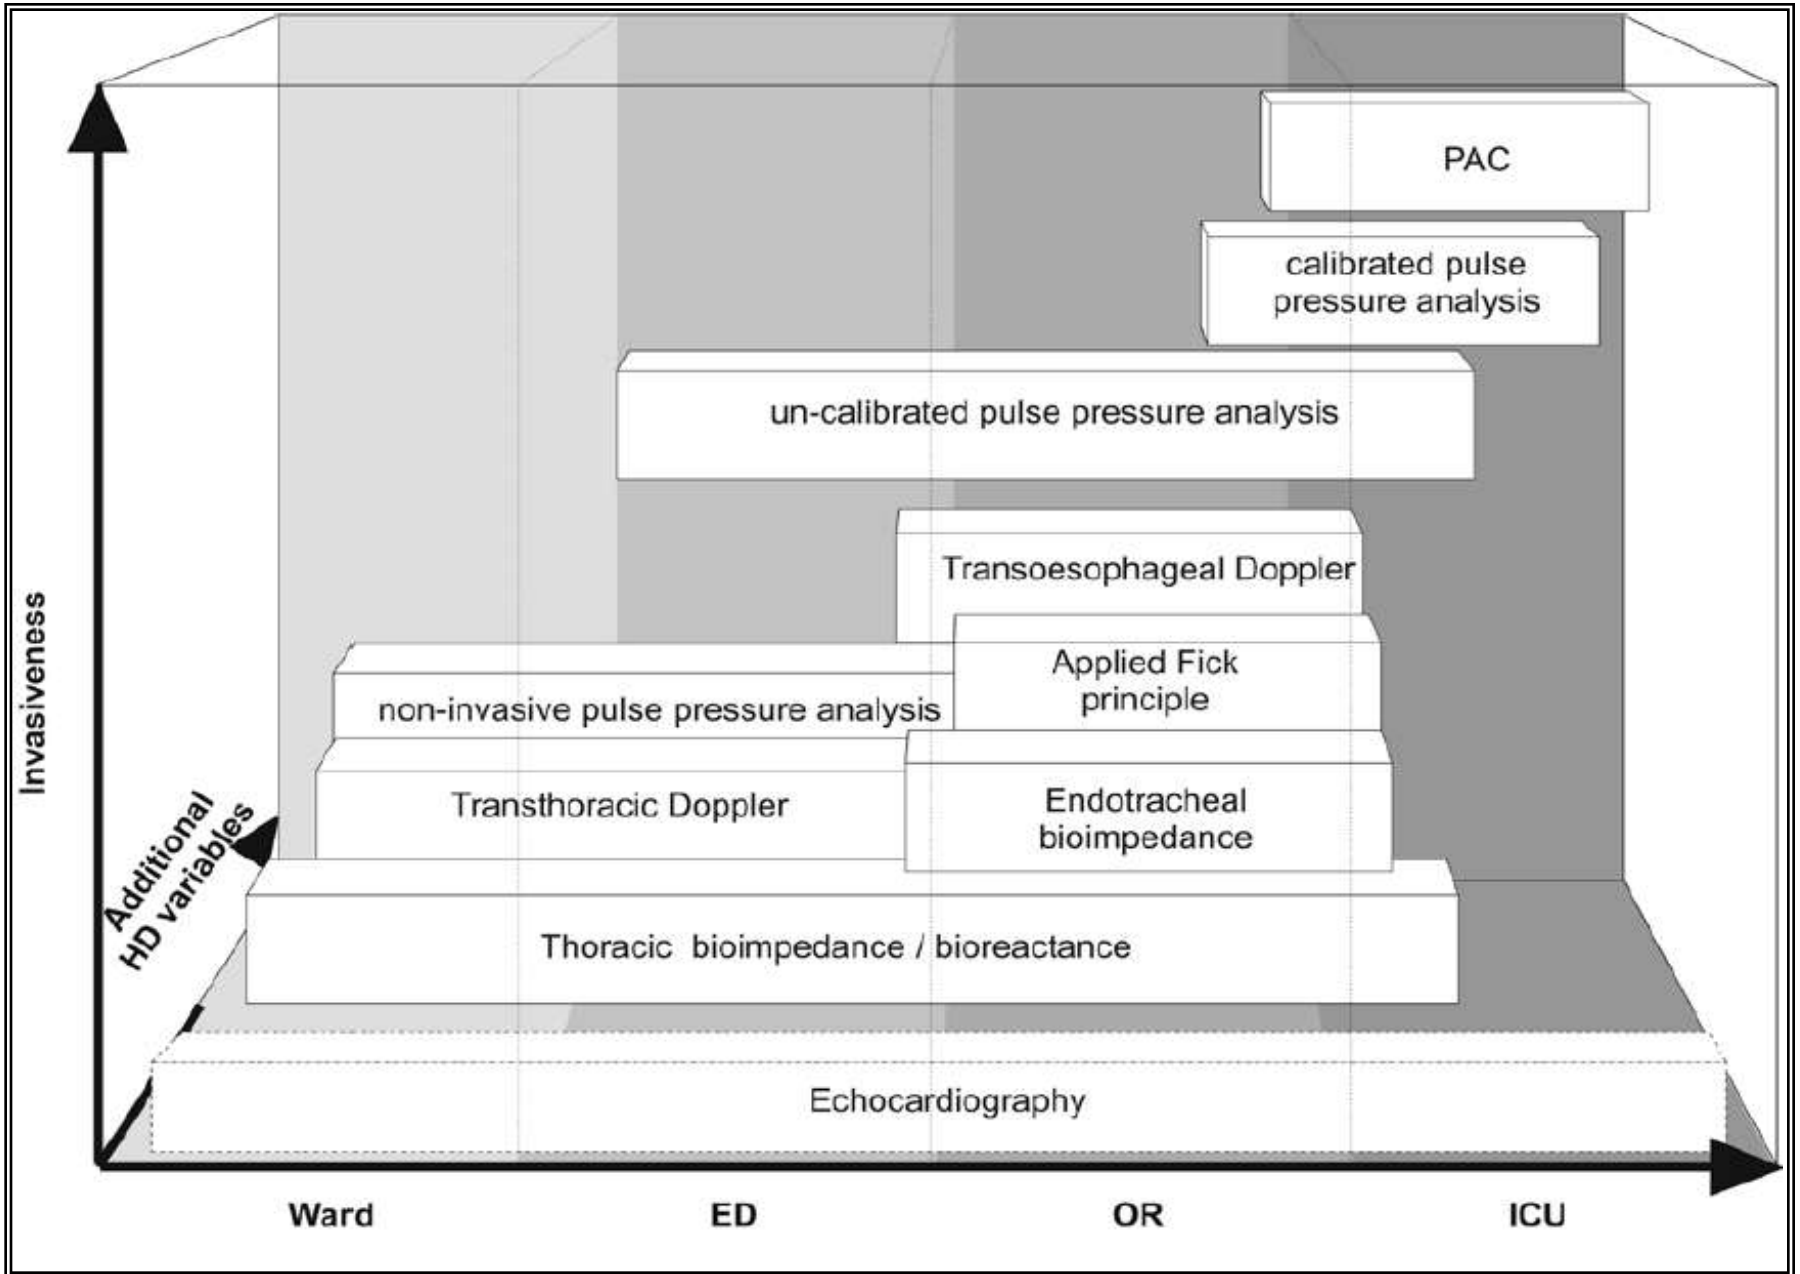 PAC
calibrated pulse
pressure analysis
un-calibrated pulse pressure analysis
Transoesophageal Doppler
Applied Fick
principle
non-invasive pulse pressure analysis
Transthoracic Doppler
Endotracheal
bioimpedance
Thoracic bioimpedance / bioreactance
Echocardiography
Invasiveness
Additional
HD variables
Ward
ED
OR
ICU